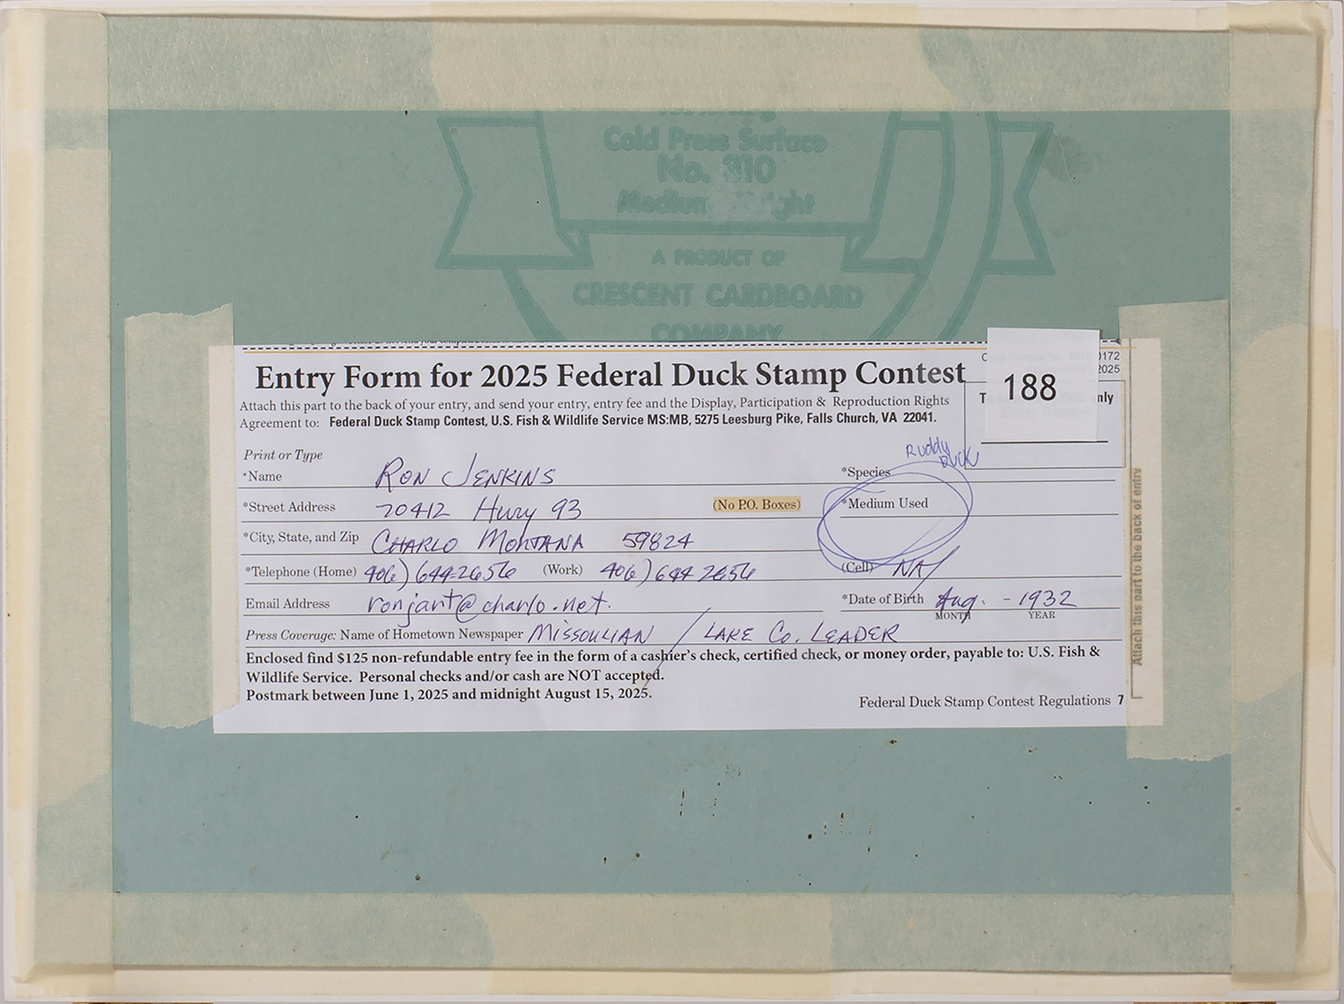 Cold Press Surface
No. 310
Medium
A PRODUCT OF
CRESCENT CARDBOARD
COMPANY
Entry Form for 2025 Federal Duck Stamp Contest
188
0172
2025
Attach this part to the back of your entry, and send your entry, entry fee and the Display, Participation & Reproduction Rights
Agreement to: Federal Duck Stamp Contest, U.S. Fish & Wildlife Service MS:MB, 5275 Leesburg Pike, Falls Church, VA 22041.
Print or Type
*Name RON JENKINS *Species Ruddy Duck
*Street Address 70412 Hwy 93 (No P.O. Boxes) *Medium Used
*City, State, and Zip CHARLO MONTANA 59824
*Telephone (Home) 406) 644-2656 (Work) 406) 644 2656 (Cell) NA
Email Address ronjant@charlo.net. *Date of Birth Aug. - 1932
MONTH YEAR
Press Coverage: Name of Hometown Newspaper MISSOULIAN / LAKE Co. LEADER
Enclosed find $125 non-refundable entry fee in the form of a cashier's check, certified check, or money order, payable to: U.S. Fish &
Wildlife Service. Personal checks and/or cash are NOT accepted.
Postmark between June 1, 2025 and midnight August 15, 2025.
Federal Duck Stamp Contest Regulations 7
Attach this part to the back of entry